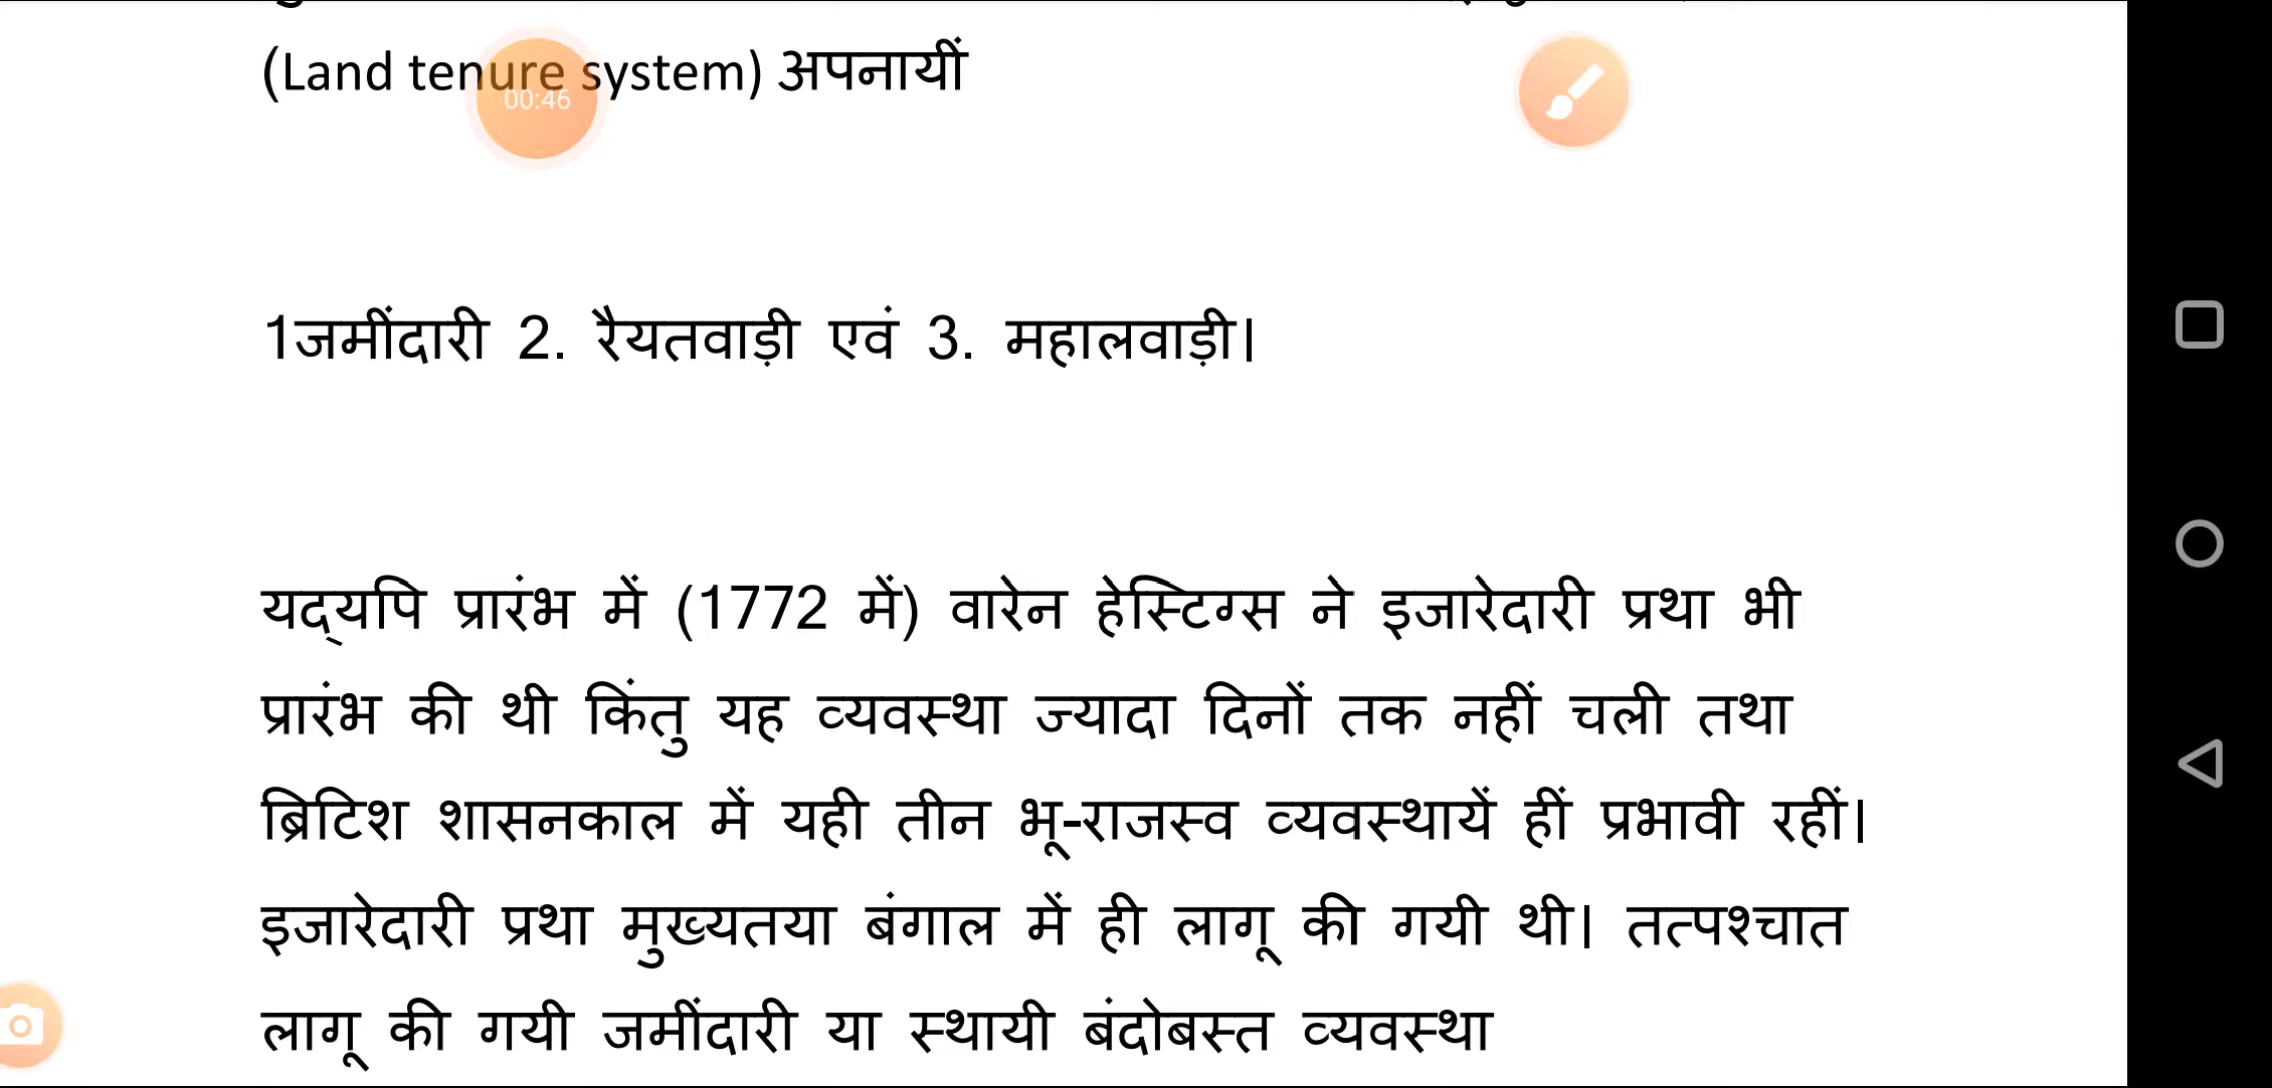 (Land tenure system) अपनायीं
00:46
1जमींदारी 2. रैयतवाड़ी एवं 3. महालवाड़ी।
यद्यपि प्रारंभ में (1772 में) वारेन हेस्टिग्स ने इजारेदारी प्रथा भी
प्रारंभ की थी किंतु यह व्यवस्था ज्यादा दिनों तक नहीं चली तथा
ब्रिटिश शासनकाल में यही तीन भू-राजस्व व्यवस्थायें हीं प्रभावी रहीं।
इजारेदारी प्रथा मुख्यतया बंगाल में ही लागू की गयी थी। तत्पश्चात
लागू की गयी जमींदारी या स्थायी बंदोबस्त व्यवस्था